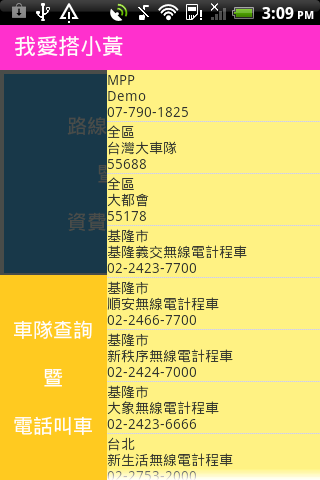 3:09 PM
我愛搭小黃
路線
暨
資費
車隊查詢
暨
電話叫車
MPP
Demo
07-790-1825
全區
台灣大車隊
55688
全區
大都會
55178
基隆市
基隆義交無線電計程車
02-2423-7700
基隆市
順安無線電計程車
02-2466-7700
基隆市
新秩序無線電計程車
02-2424-7000
基隆市
大象無線電計程車
02-2423-6666
台北
新生活無線電計程車
02-2753-2000